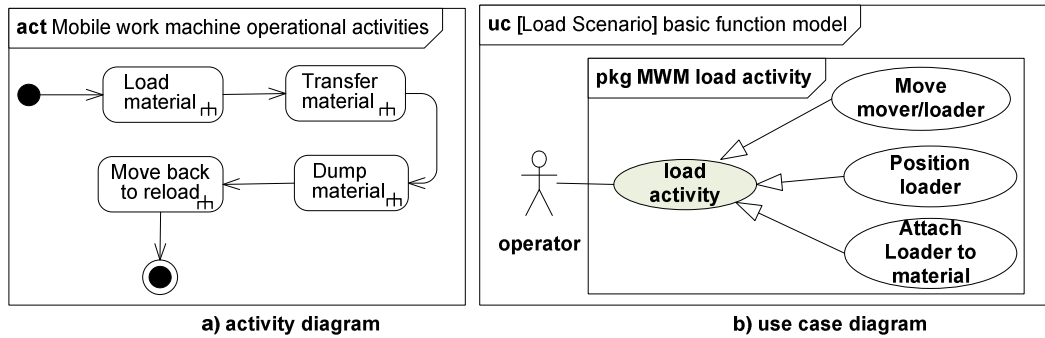 act Mobile work machine operational activities
Load
material
Transfer
material
Move back
to reload
Dump
material
a) activity diagram
uc [Load Scenario] basic function model
pkg MWM load activity
Move
mover/loader
load
activity
Position
loader
Attach
Loader to
material
operator
b) use case diagram